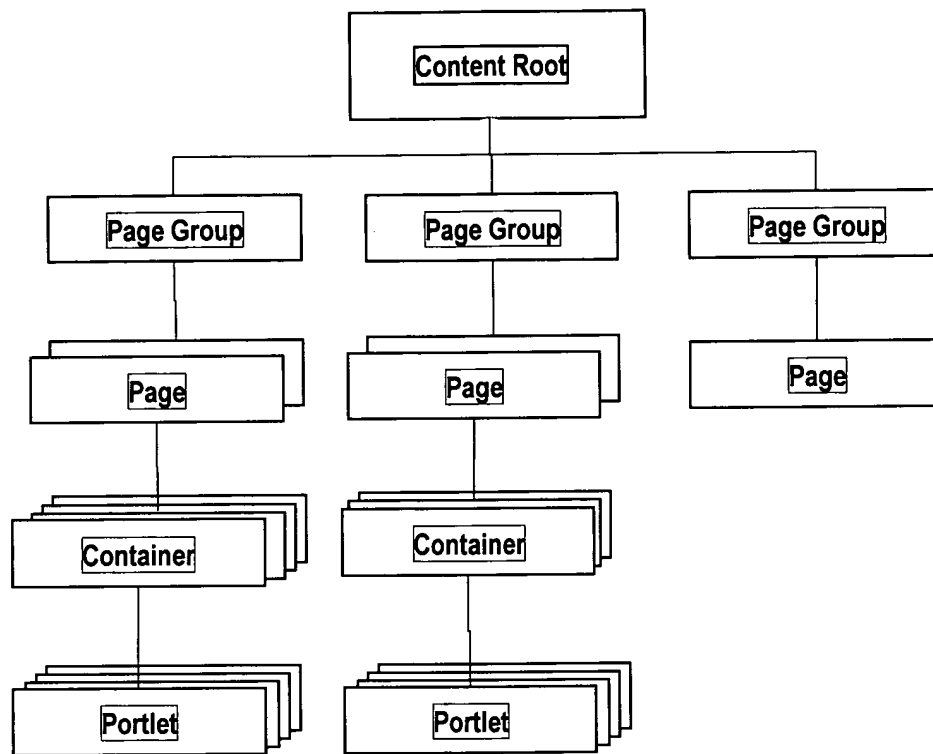 Content Root
Page Group
Page Group
Page Group
Page
Page
Page
Container
Container
Portlet
Portlet